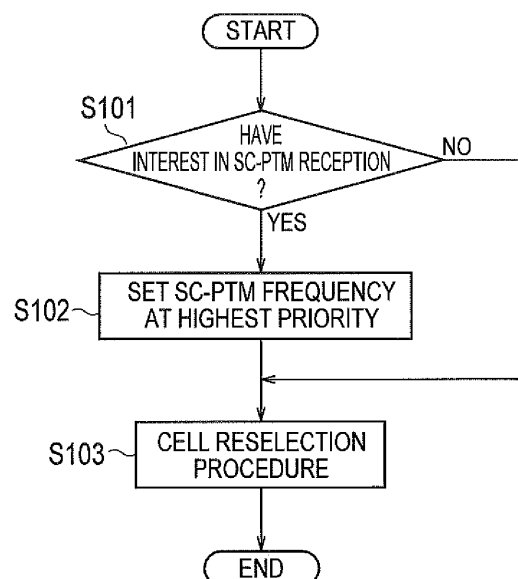 START
S101
HAVE
INTEREST IN SC-PTM RECEPTION
?
NO
YES
S102
SET SC-PTM FREQUENCY
AT HIGHEST PRIORITY
S103
CELL RESELECTION
PROCEDURE
END